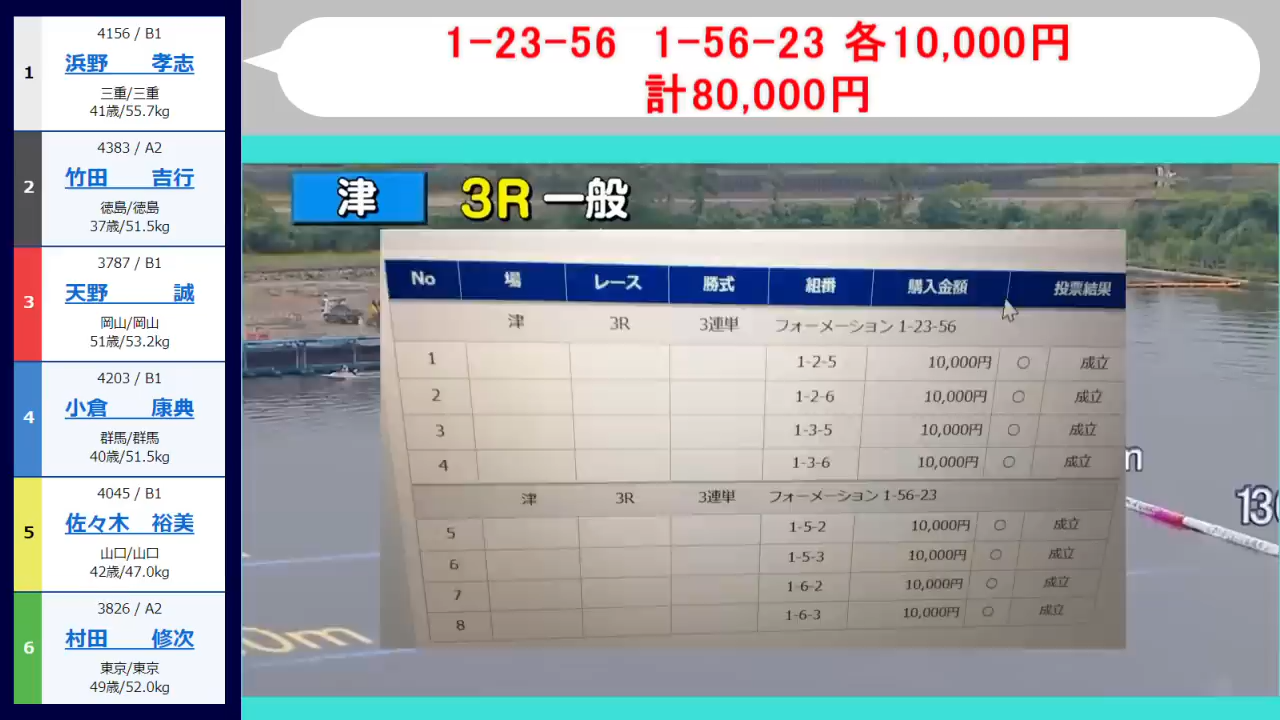 1-23-56 1-56-23 各10,000円
計80,000円
1
4156 / B1
浜野 孝志
三重/三重
41歳/55.7kg
2
4383 / A2
竹田 吉行
徳島/徳島
37歳/51.5kg
3
3787 / B1
天野 誠
岡山/岡山
51歳/53.2kg
4
4203 / B1
小倉 康典
群馬/群馬
40歳/51.5kg
5
4045 / B1
佐々木 裕美
山口/山口
42歳/47.0kg
6
3826 / A2
村田 修次
東京/東京
49歳/52.0kg
津 3R 一般
No 場 レース 勝式 組番 購入金額 投票結果
津 3R 3連単 フォーメーション 1-23-56
1 1-2-5 10,000円 ○ 成立
2 1-2-6 10,000円 ○ 成立
3 1-3-5 10,000円 ○ 成立
4 1-3-6 10,000円 ○ 成立
津 3R 3連単 フォーメーション 1-56-23
5 1-5-2 10,000円 ○ 成立
6 1-5-3 10,000円 ○ 成立
7 1-6-2 10,000円 ○ 成立
8 1-6-3 10,000円 ○ 成立